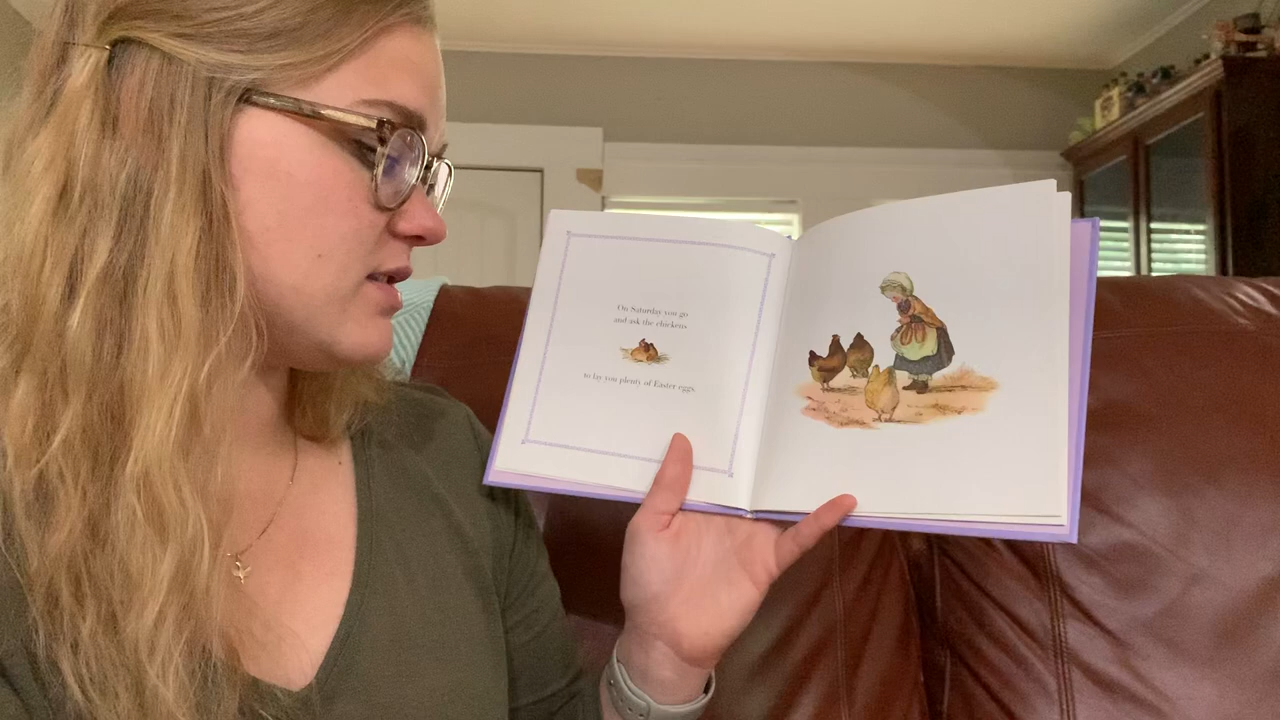 On Saturday you go
and ask the chickens
to lay you plenty of Easter eggs.